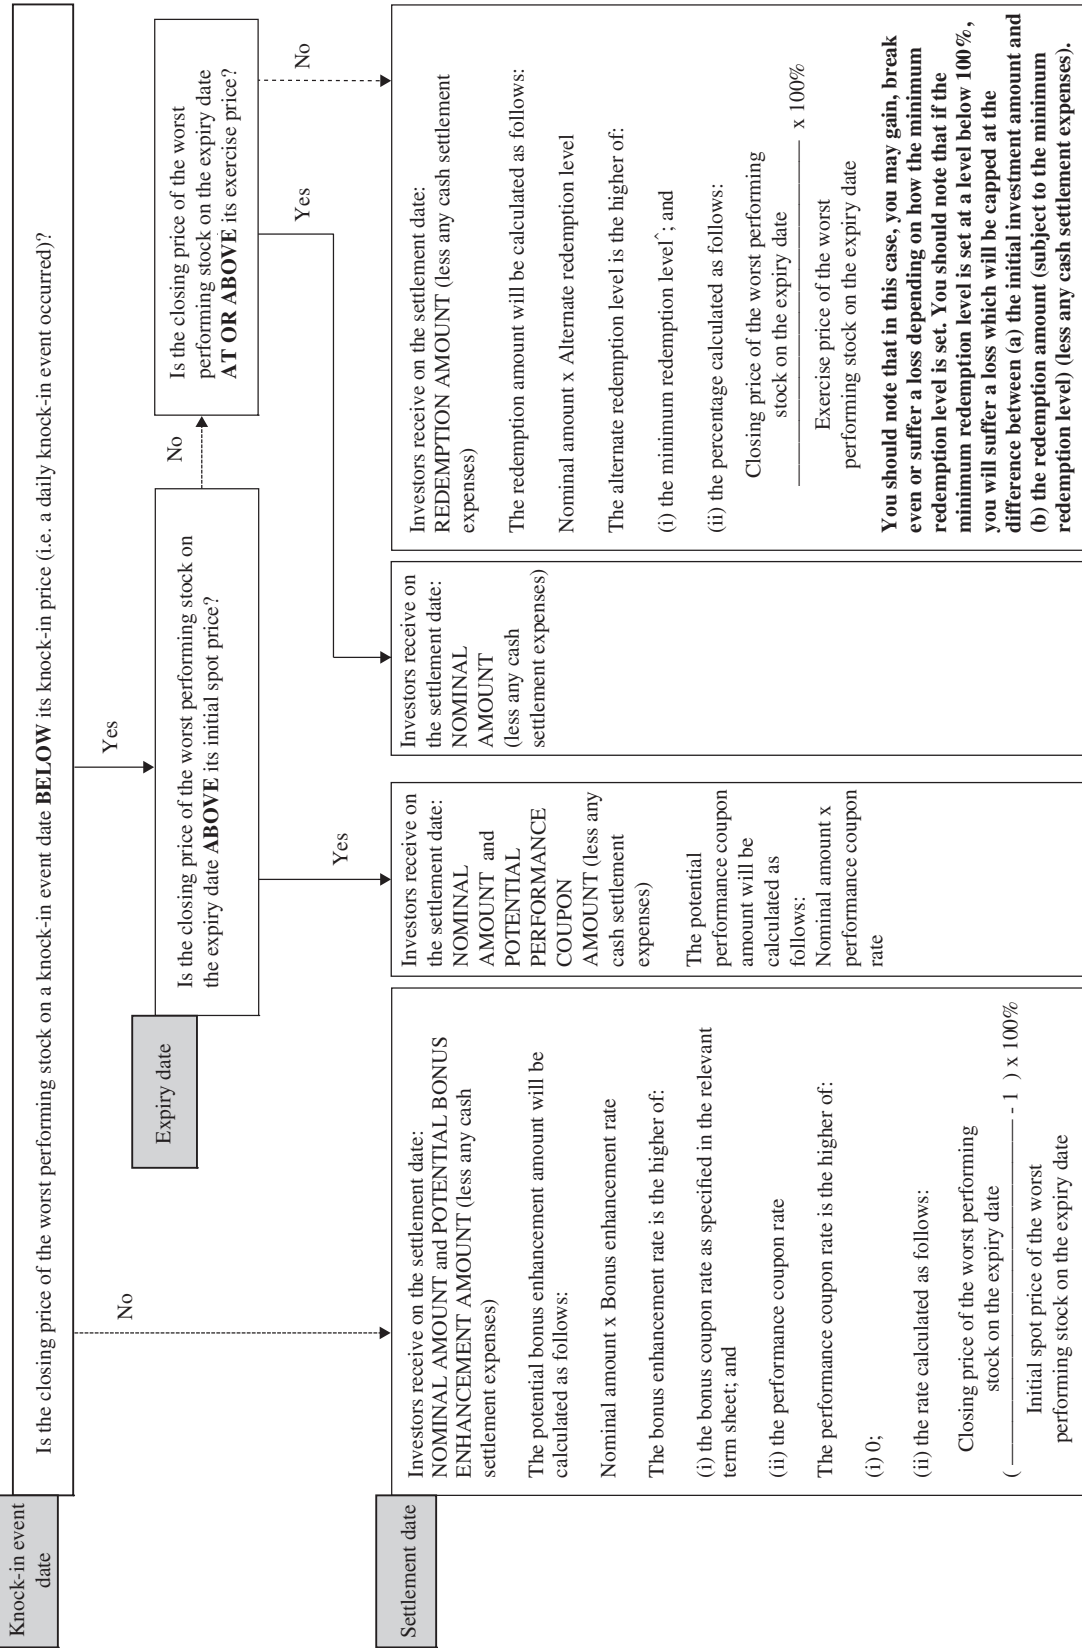 Knock-in event
date
Is the closing price of the worst performing stock on a knock-in event date BELOW its knock-in price (i.e. a daily knock-in event occurred)?
No
Yes
Expiry date
Is the closing price of the worst performing stock on
the expiry date ABOVE its initial spot price?
No
Yes
Is the closing price of the worst
performing stock on the expiry date
AT OR ABOVE its exercise price?
Yes
No
Settlement date
Investors receive on the settlement date:
NOMINAL AMOUNT and POTENTIAL BONUS
ENHANCEMENT AMOUNT (less any cash
settlement expenses)
The potential bonus enhancement amount will be
calculated as follows:
Nominal amount x Bonus enhancement rate
The bonus enhancement rate is the higher of:
(i) the bonus coupon rate as specified in the relevant
term sheet; and
(ii) the performance coupon rate
The performance coupon rate is the higher of:
(i) 0;
(ii) the rate calculated as follows:
Closing price of the worst performing
stock on the expiry date
( - 1 ) x 100%
Initial spot price of the worst
performing stock on the expiry date
Investors receive on
the settlement date:
NOMINAL
AMOUNT and
POTENTIAL
PERFORMANCE
COUPON
AMOUNT (less any
cash settlement
expenses)
The potential
performance coupon
amount will be
calculated as
follows:
Nominal amount x
performance coupon
rate
Investors receive on
the settlement date:
NOMINAL
AMOUNT
(less any cash
settlement expenses)
Investors receive on the settlement date:
REDEMPTION AMOUNT (less any cash settlement
expenses)
The redemption amount will be calculated as follows:
Nominal amount x Alternate redemption level
The alternate redemption level is the higher of:
(i) the minimum redemption level^; and
(ii) the percentage calculated as follows:
Closing price of the worst performing
stock on the expiry date
x 100%
Exercise price of the worst
performing stock on the expiry date
You should note that in this case, you may gain, break
even or suffer a loss depending on how the minimum
redemption level is set. You should note that if the
minimum redemption level is set at a level below 100%,
you will suffer a loss which will be capped at the
difference between (a) the initial investment amount and
(b) the redemption amount (subject to the minimum
redemption level) (less any cash settlement expenses).